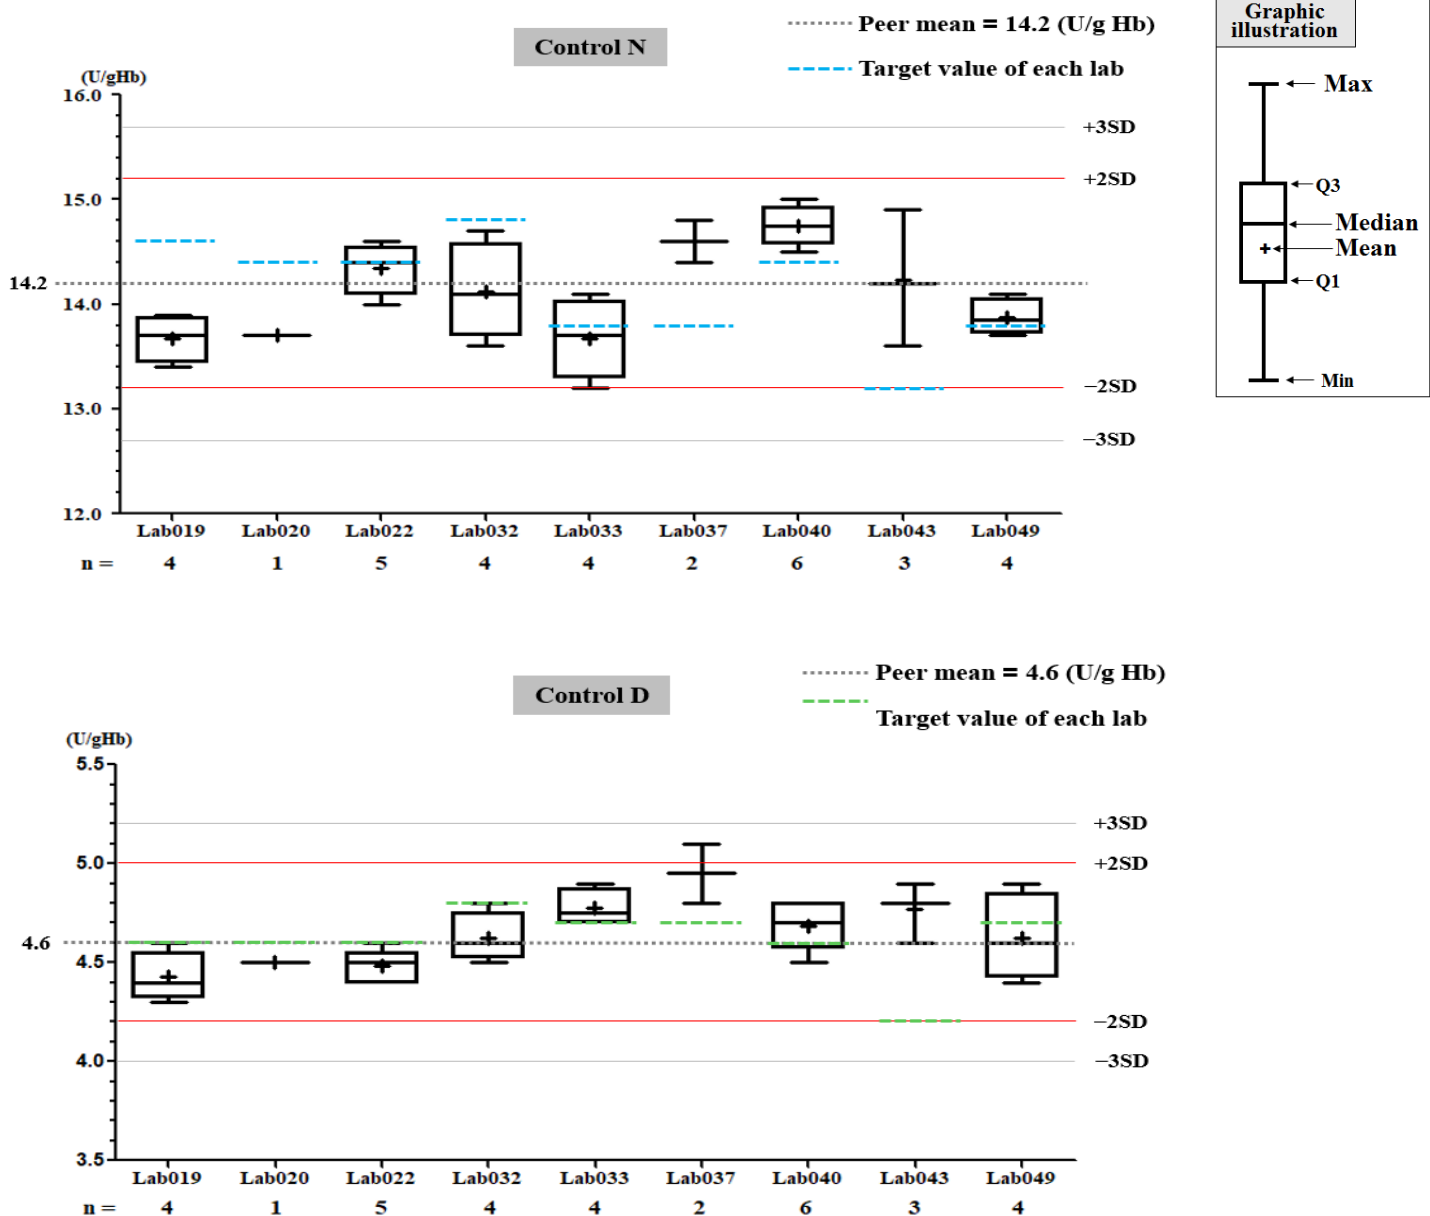 Control N
Peer mean = 14.2 (U/g Hb)
Target value of each lab
Graphic
illustration
Max
Q3
Median
Mean
Q1
Min
(U/gHb)
16.0
+3SD
+2SD
15.0
14.2
14.0
−2SD
13.0
−3SD
12.0
Lab019 Lab020 Lab022 Lab032 Lab033 Lab037 Lab040 Lab043 Lab049
n = 4 1 5 4 4 2 6 3 4
Control D
Peer mean = 4.6 (U/g Hb)
Target value of each lab
(U/gHb)
5.5
+3SD
5.0
+2SD
4.6
4.5
−2SD
4.0
−3SD
3.5
Lab019 Lab020 Lab022 Lab032 Lab033 Lab037 Lab040 Lab043 Lab049
n = 4 1 5 4 4 2 6 3 4